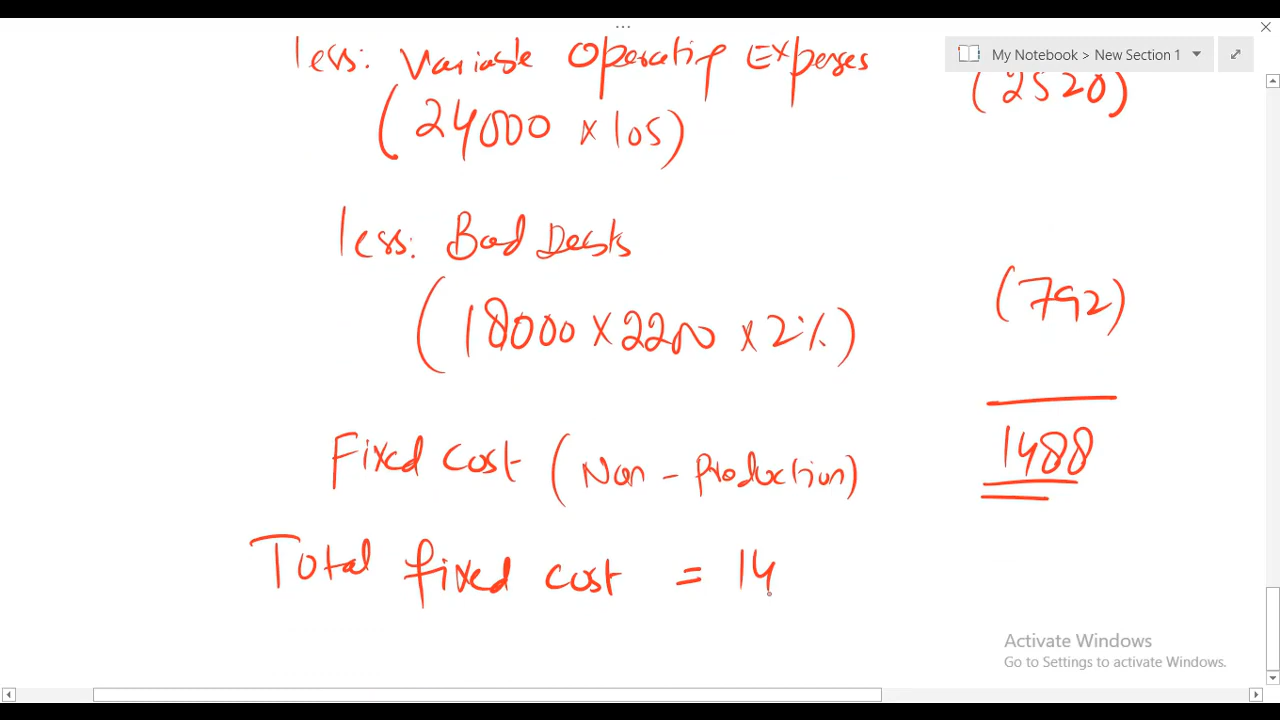 less: Variable Operating Expenses (2520)
My Notebook > New Section 1
(24000 × 105)
less: Bad Debts
(18000 × 2200 × 2%) (792)
Fixed cost (Non - Production) 1488
Total fixed cost = 14
Activate Windows
Go to Settings to activate Windows.